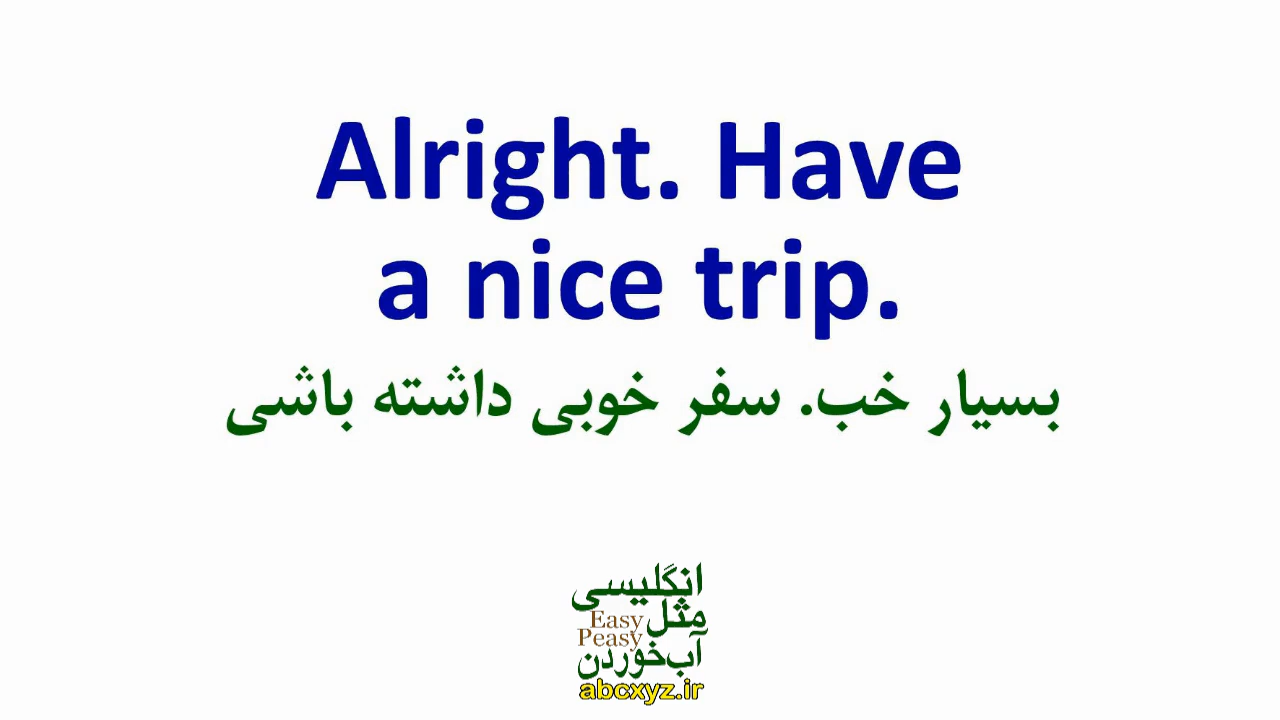 Alright. Have
a nice trip.
بسیار خب. سفر خوبی داشته باشی
انگلیسی
مثل
Easy
Peasy
آب‌خوردن
abcxyz.ir